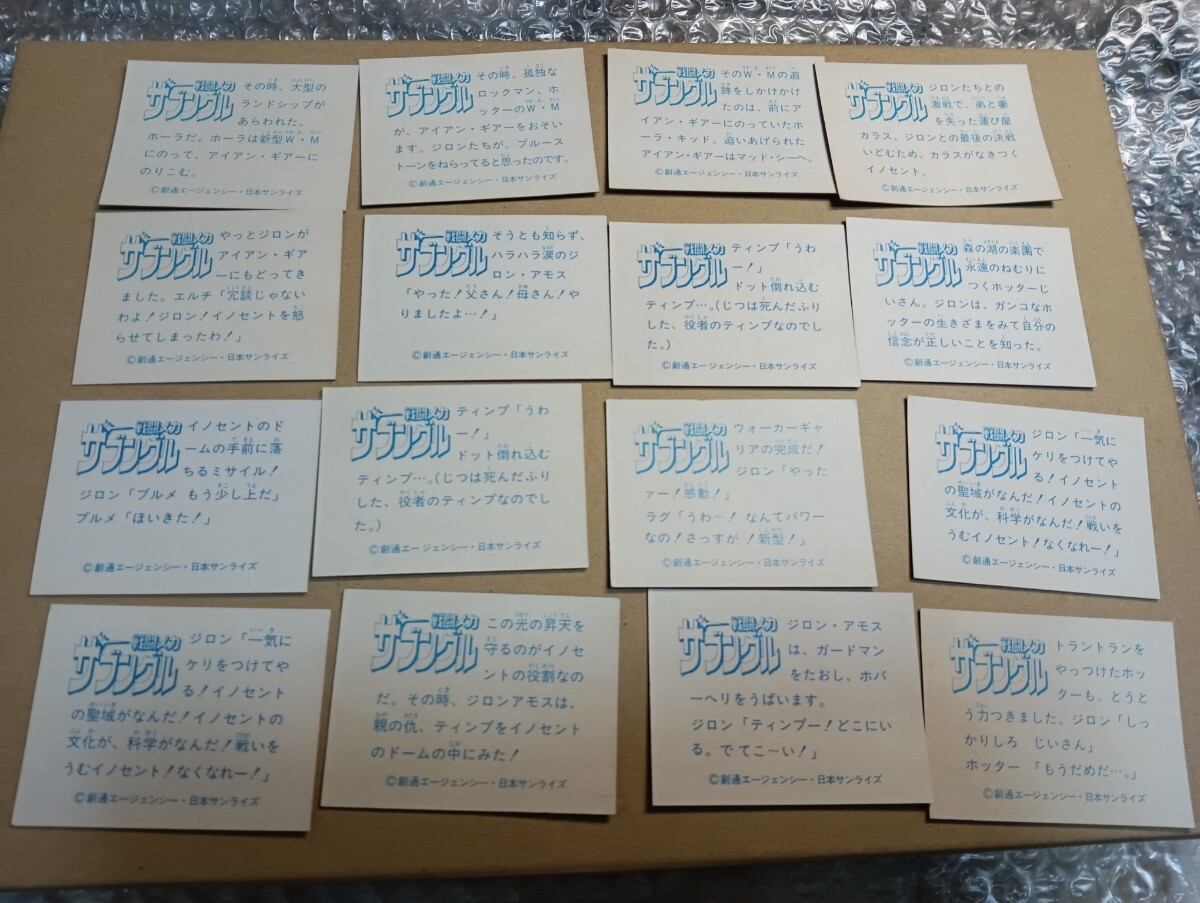 戦闘メカ
ザブングル
その時、大型の
ランドシップが
あらわれた。
ホーラだ。ホーラは新型W・M
にのって、アイアン・ギアーに
のりこむ。
©創通エージェンシー・日本サンライズ
戦闘メカ
ザブングル
その時、孤独な
ロックマン、ホ
ッターのW・M
が、アイアン・ギアーをおそい
ます。ジロンたちが、ブルース
トーンをねらってると思ったのです。
©創通エージェンシー・日本サンライズ
戦闘メカ
ザブングル
そのW・Mの追
跡をしかけかけ
たのは、前にア
イアン・ギアーにのっていたホ
ーラ・キッド。追いあげられた
アイアン・ギアーはマッド・シーへ。
©創通エージェンシー・日本サンライズ
戦闘メカ
ザブングル
ジロンたちとの
激戦で、弟と妻
を失った運び屋
カラス。ジロンとの最後の決戦
いどむため、カラスがなきつく
イノセント。
©創通エージェンシー・日本サンライズ
戦闘メカ
ザブングル
やっとジロンが
アイアン・ギア
ーにもどってき
ました。エルチ「冗談じゃない
わよ!ジロン!イノセントを怒
らせてしまったわ!」
©創通エージェンシー・日本サンライズ
戦闘メカ
ザブングル
そうとも知らず、
ハラハラ涙のジ
ロン・アモス
「やった!父さん!母さん!や
りましたよ…!」
©創通エージェンシー・日本サンライズ
戦闘メカ
ザブングル
ティンプ「うわ
ー!」
ドット倒れ込む
ティンプ…。(じつは死んだふり
した、役者のティンプなのでし
た。)
©創通エージェンシー・日本サンライズ
戦闘メカ
ザブングル
森の湖の楽園で
永遠のねむりに
つくホッターじ
いさん。ジロンは、ガンコなホ
ッターの生きざまをみて自分の
信念が正しいことを知った。
©創通エージェンシー・日本サンライズ
戦闘メカ
ザブングル
イノセントのド
ームの手前に落
ちるミサイル!
ジロン「ブルメ もう少し上だ」
ブルメ「ほいきた!」
©創通エージェンシー・日本サンライズ
戦闘メカ
ザブングル
ティンプ「うわ
ー!」
ドット倒れ込む
ティンプ…。(じつは死んだふり
した、役者のティンプなのでし
た。)
©創通エージェンシー・日本サンライズ
戦闘メカ
ザブングル
ウォーカーギャ
リアの完成だ!
ジロン「やった
ァー!感動!」
ラグ「うわ~!なんてパワー
なの!さっすが!新型!」
©創通エージェンシー・日本サンライズ
戦闘メカ
ザブングル
ジロン「一気に
ケリをつけてや
る!イノセント
の聖域がなんだ!イノセントの
文化が、科学がなんだ!戦いを
うむイノセント!なくなれー!」
©創通エージェンシー・日本サンライズ
戦闘メカ
ザブングル
ジロン「一気に
ケリをつけてや
る!イノセント
の聖域がなんだ!イノセントの
文化が、科学がなんだ!戦いを
うむイノセント!なくなれー!」
©創通エージェンシー・日本サンライズ
戦闘メカ
ザブングル
この光の昇天を
守るのがイノセ
ントの役割なの
だ。その時、ジロンアモスは、
親の仇、ティンプをイノセント
のドームの中にみた!
©創通エージェンシー・日本サンライズ
戦闘メカ
ザブングル
ジロン・アモス
は、ガードマン
をたおし、ホバ
ーヘリをうばいます。
ジロン「ティンプー!どこにい
る。でてこ~い!」
©創通エージェンシー・日本サンライズ
戦闘メカ
ザブングル
トラントランを
やっつけたホッ
ターも、とうと
う力つきました。ジロン「しっ
かりしろ じいさん」
ホッター 「もうだめだ…。」
©創通エージェンシー・日本サンライズ